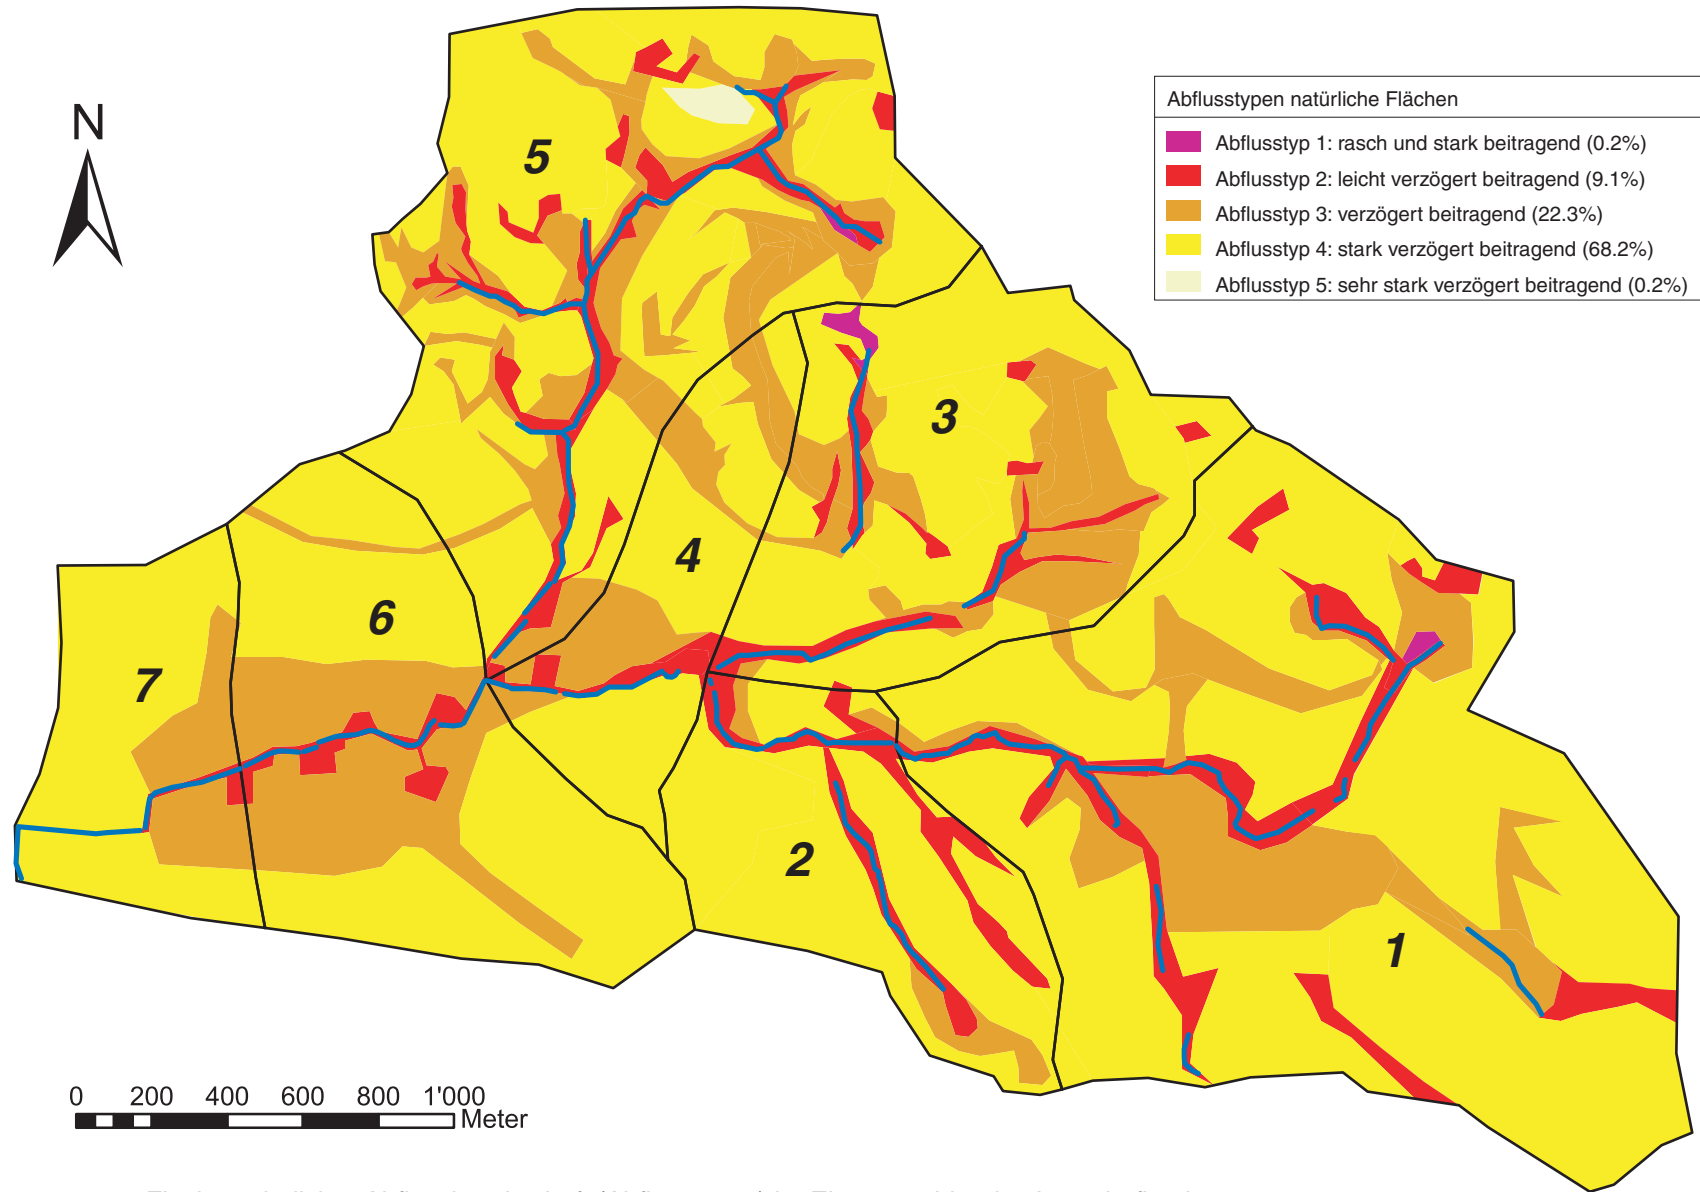 N
Abflusstypen natürliche Flächen
Abflusstyp 1: rasch und stark beitragend (0.2%)
Abflusstyp 2: leicht verzögert beitragend (9.1%)
Abflusstyp 3: verzögert beitragend (22.3%)
Abflusstyp 4: stark verzögert beitragend (68.2%)
Abflusstyp 5: sehr stark verzögert beitragend (0.2%)
5
3
4
6
7
2
1
0 200 400 600 800 1'000
Meter